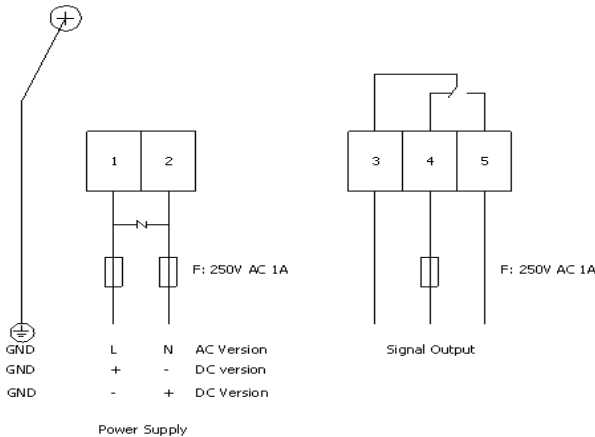 1 2 3 4 5
N
F: 250V AC 1A F: 250V AC 1A
GND L N AC Version Signal Output
GND + - DC version
GND - + DC Version
Power Supply